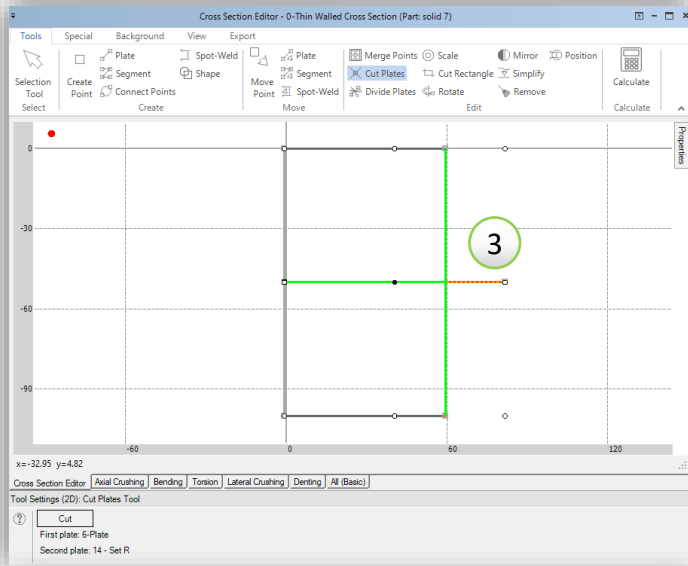 Cross Section Editor - 0-Thin Walled Cross Section (Part: solid 7)
Tools Special Background View Export
Selection Tool
Select
Create Point
Plate
Segment
Connect Points
Spot-Weld
Shape
Create
Move Point
Plate
Segment
Spot-Weld
Move
Merge Points
Cut Plates
Divide Plates
Scale
Cut Rectangle
Rotate
Mirror
Simplify
Remove
Position
Edit
Calculate
Calculate
Properties
0
-30
3
-60
-90
-60 0 60 120
x=-32.95 y=4.82
Cross Section Editor Axial Crushing Bending Torsion Lateral Crushing Denting All (Basic)
Tool Settings (2D): Cut Plates Tool
? Cut
First plate: 6-Plate
Second plate: 14 - Set R